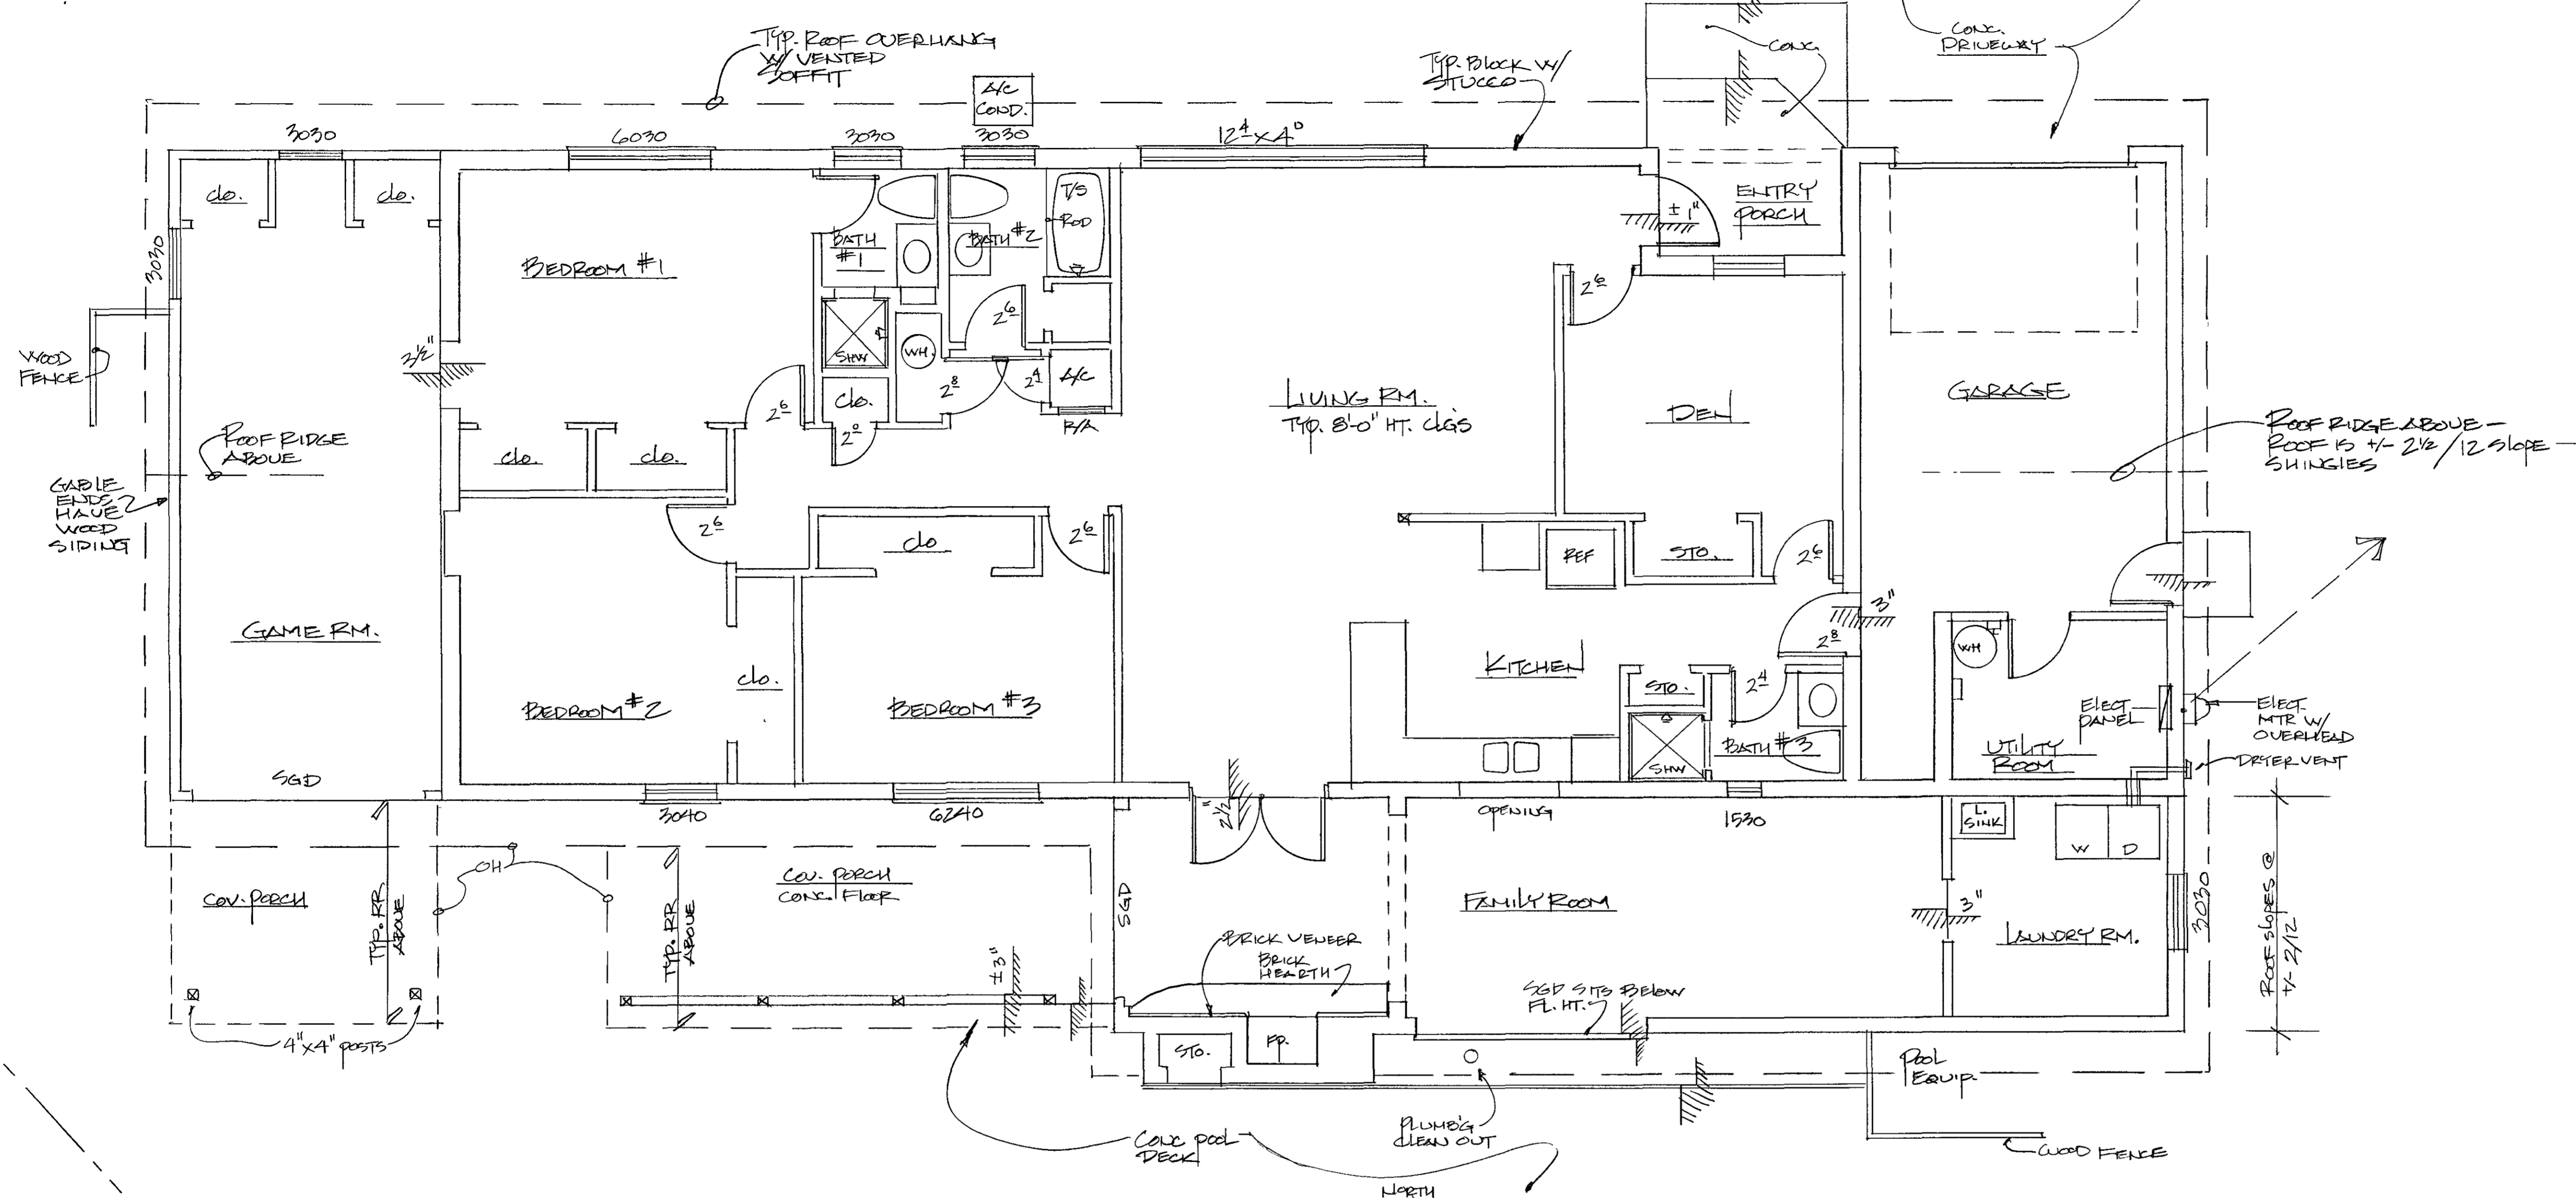 TYP. ROOF OVERHANG
W/ VENTED
SOFFIT
A/C
COND.
TYP. BLOCK W/
STUCCO
CONC.
CONC.
DRIVEWAY
3030
6030
3030
3030
12⁴ X 4⁰
clo.
clo.
3030
BEDROOM #1
BATH
#1
BATH #2
T/S
ROD
± 1"
ENTRY
PORCH
2⁶
2⁶
WOOD
FENCE
2½"
SHW
WH.
2⁸
2⁴
A/C
R/A
2⁶
clo.
2⁰
LIVING RM.
TYP. 8'-0" HT. CLG'S
DEN
GARAGE
ROOF RIDGE
ABOVE
clo.
clo.
ROOF RIDGE ABOVE -
ROOF IS +/- 2½ / 12 SLOPE
SHINGLES
GABLE
ENDS
HAVE
WOOD
SIDING
2⁶
clo
2⁶
REF
STO.
2⁶
GAME RM.
3"
2⁸
WH
KITCHEN
clo.
STO.
2⁴
BEDROOM #2
BEDROOM #3
SHW
BATH #3
ELECT
PANEL
ELECT.
MTR W/
OVERHEAD
UTILITY
ROOM
DRYER VENT
SGD
3040
6240
2½"
OPENING
1530
L.
SINK
W
D
OH
COV. PORCH
TYP. RR
ABOVE
TYP. RR
ABOVE
COV. PORCH
CONC. FLOOR
SGD
FAMILY ROOM
3"
LAUNDRY RM.
3030
ROOF SLOPES @
+/- 2/12
BRICK VENEER
BRICK
HEARTH
± 3"
SGD SITS BELOW
FL. HT.
4"X4" POSTS
STO.
FP.
POOL
EQUIP.
CONC POOL
DECK
PLUMB'G
CLEAN OUT
WOOD FENCE
NORTH